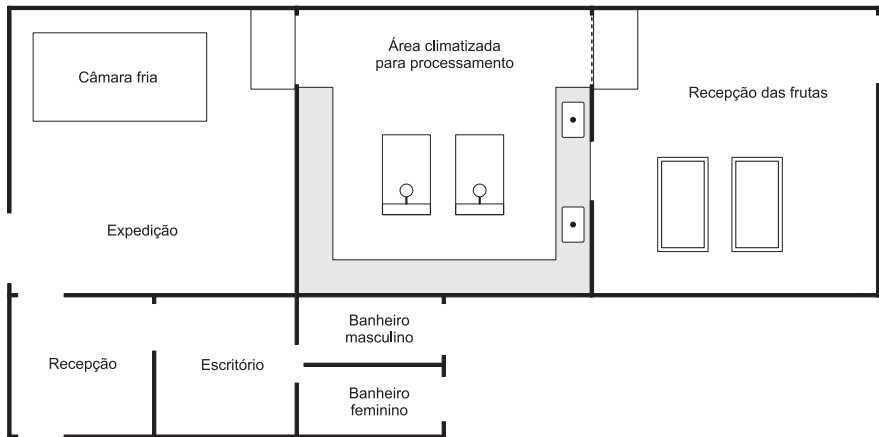 Câmara fria
Área climatizada
para processamento
Recepção das frutas
Expedição
Recepção
Escritório
Banheiro
masculino
Banheiro
feminino